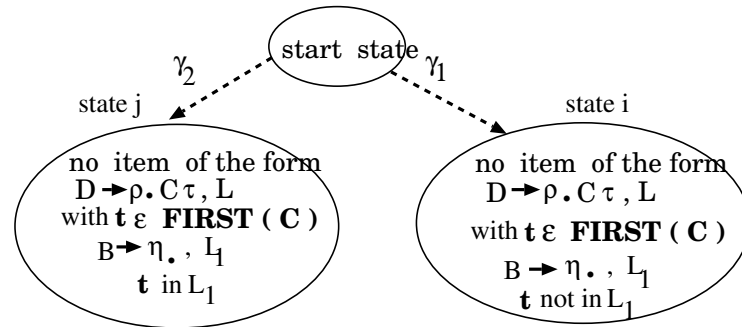 start state
γ₂
γ₁
state j
state i
no item of the form
D → ρ . C τ , L
with t ε FIRST ( C )
B → η . , L₁
t in L₁
no item of the form
D → ρ . C τ , L
with t ε FIRST ( C )
B → η . , L₁
t not in L₁